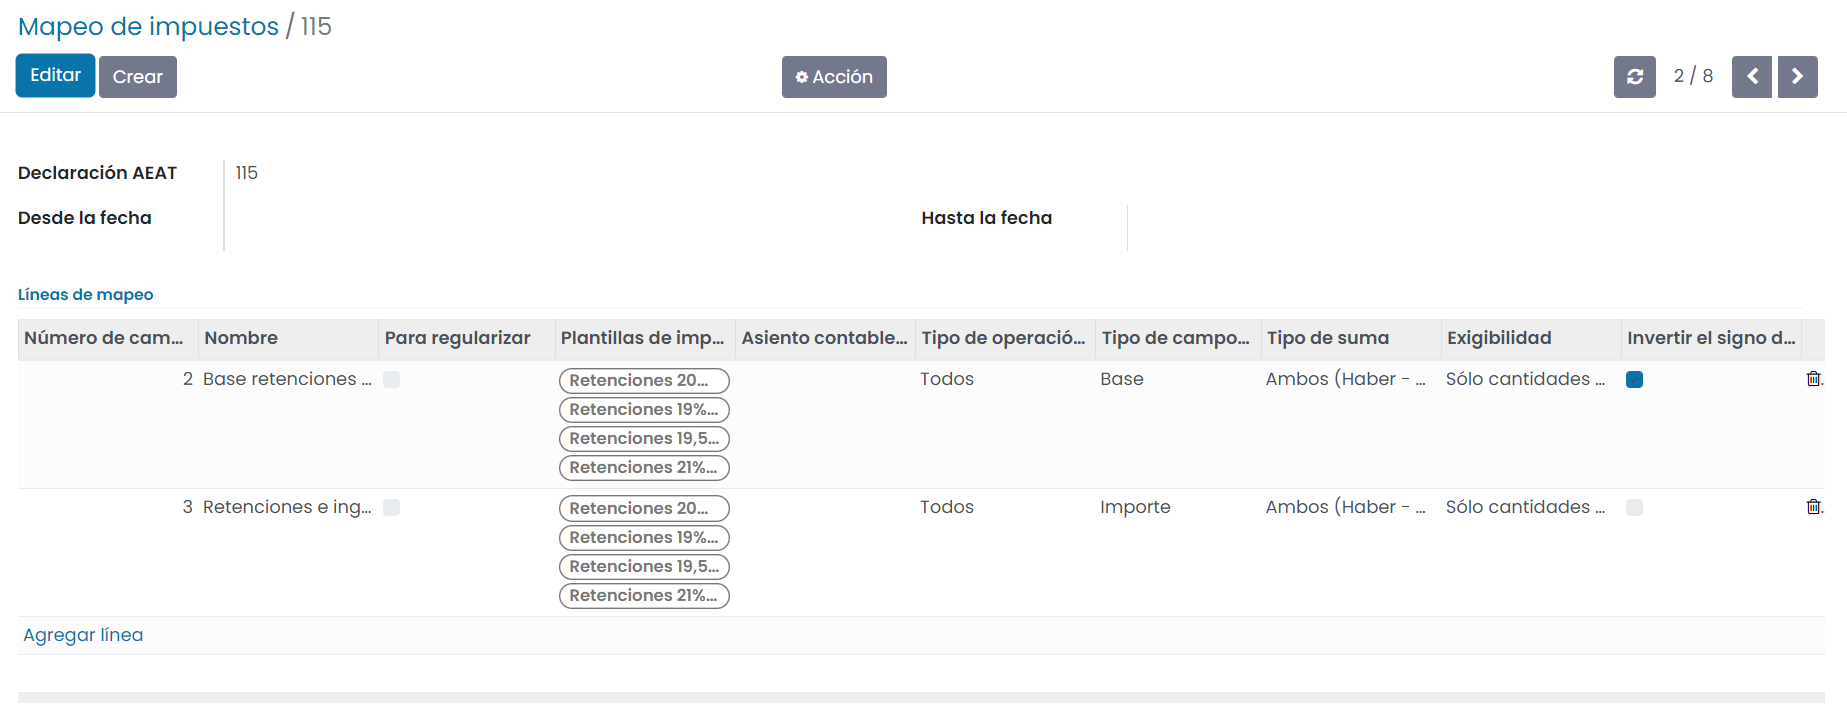 Mapeo de impuestos / 115
Editar Crear Acción 2 / 8
Declaración AEAT 115
Desde la fecha Hasta la fecha
Líneas de mapeo
Número de cam... Nombre Para regularizar Plantillas de imp... Asiento contable... Tipo de operació... Tipo de campo... Tipo de suma Exigibilidad Invertir el signo d...
2 Base retenciones ... Retenciones 20... Todos Base Ambos (Haber - ... Sólo cantidades ...
Retenciones 19%...
Retenciones 19,5...
Retenciones 21%...
3 Retenciones e ing... Retenciones 20... Todos Importe Ambos (Haber - ... Sólo cantidades ...
Retenciones 19%...
Retenciones 19,5...
Retenciones 21%...
Agregar línea